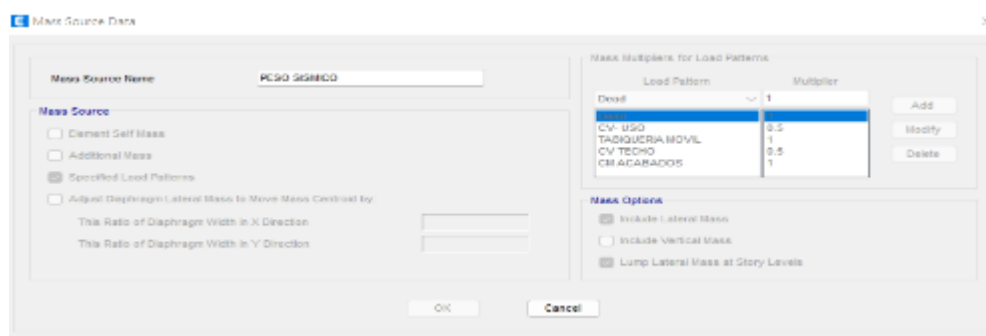 Mass Source Data
Mass Source Name
PESO SISMICO
Mass Source
Element Self Mass
Additional Mass
Specified Load Patterns
Adjust Diaphragm Lateral Mass to Move Mass Centroid by
This Ratio of Diaphragm Width in X Direction
This Ratio of Diaphragm Width in Y Direction
Mass Multipliers for Load Patterns
Load Pattern Multiplier
Dead 1
Dead 1
CV- USO 0.5
TABIQUERIA MOVIL 1
CV TECHO 0.5
CM ACABADOS 1
Add
Modify
Delete
Mass Options
Include Lateral Mass
Include Vertical Mass
Lump Lateral Mass at Story Levels
OK Cancel